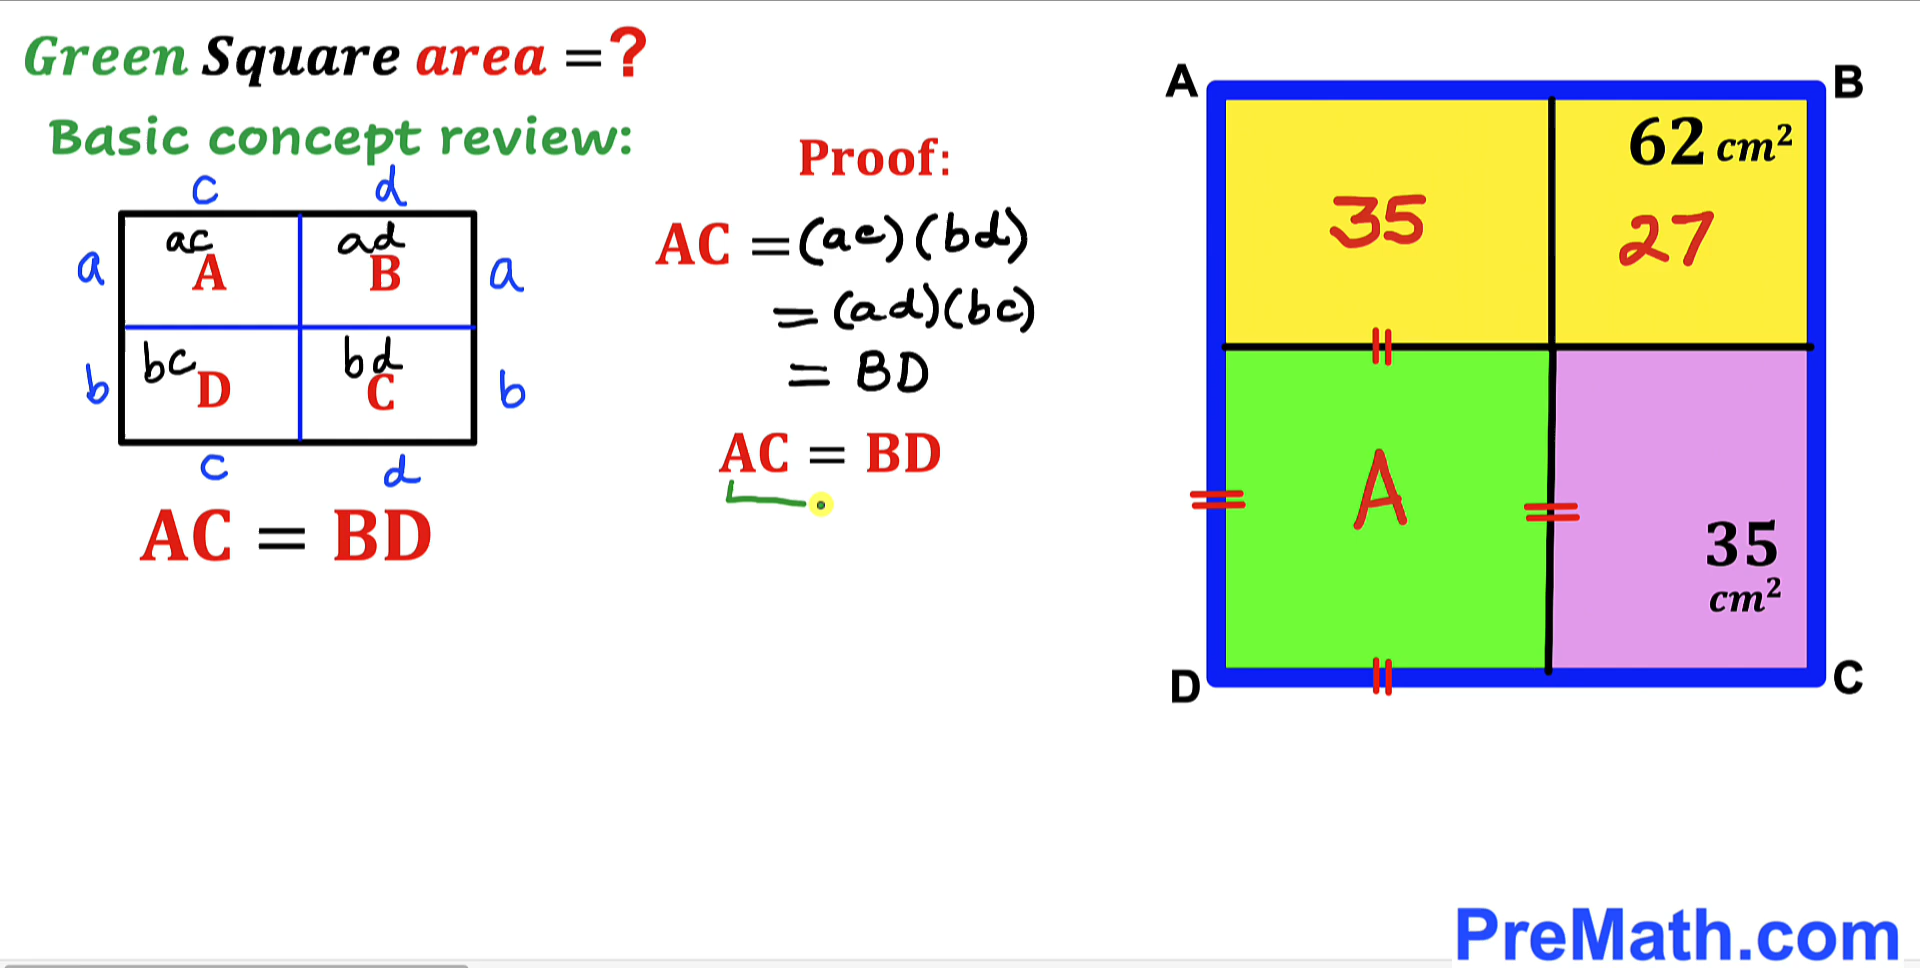 Green Square area =?
Basic concept review:
c d
a ac A ad B a
b bc D bd C b
c d
AC = BD
Proof:
AC =(ac)(bd)
= (ad)(bc)
= BD
AC = BD
A B
35 62 cm²
27
A
35
cm²
D C
PreMath.com